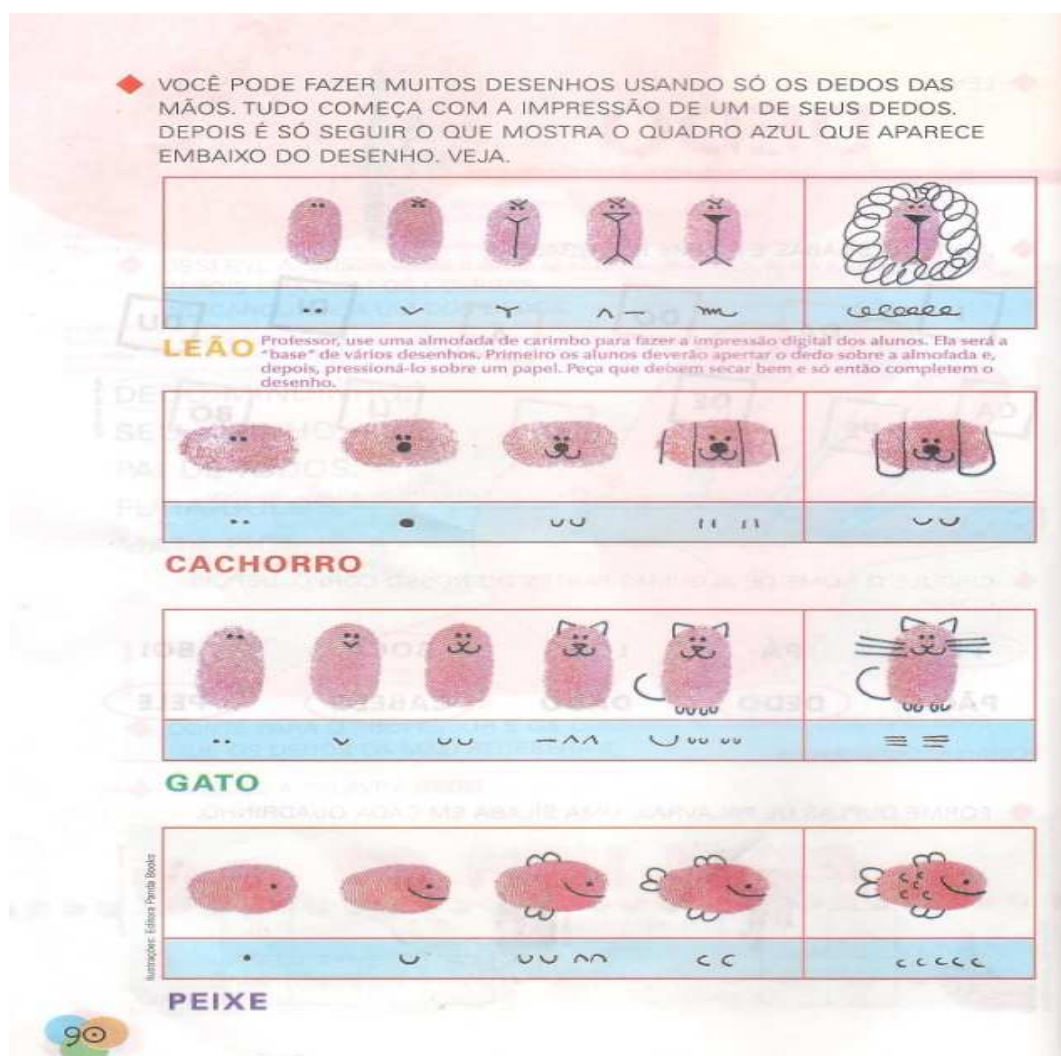 VOCÊ PODE FAZER MUITOS DESENHOS USANDO SÓ OS DEDOS DAS
MÃOS. TUDO COMEÇA COM A IMPRESSÃO DE UM DE SEUS DEDOS.
DEPOIS É SÓ SEGUIR O QUE MOSTRA O QUADRO AZUL QUE APARECE
EMBAIXO DO DESENHO. VEJA.
LEÃO
Professor, use uma almofada de carimbo para fazer a impressão digital dos alunos. Ela será a
"base" de vários desenhos. Primeiro os alunos deverão apertar o dedo sobre a almofada e,
depois, pressioná-lo sobre um papel. Peça que deixem secar bem e só então completem o
desenho.
CACHORRO
GATO
Ilustrações: Editora Panda Books
PEIXE
90